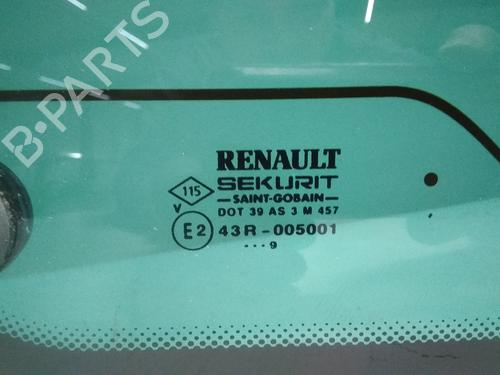 B-PARTS
RENAULT
115
SEKURIT
SAINT-GOBAIN
V
DOT 39 AS 3 M 457
E2
43R-005001
...9